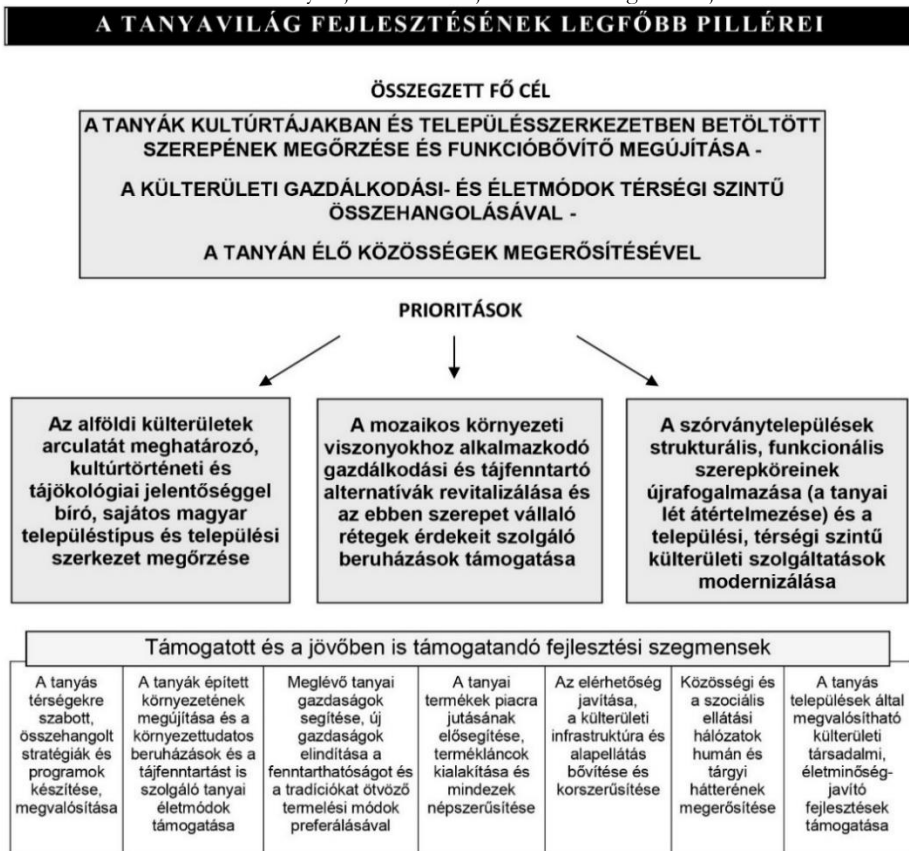 A TANYAVILÁG FEJLESZTÉSÉNEK LEGFŐBB PILLÉREI
ÖSSZEGZETT FŐ CÉL
A TANYÁK KULTÚRTÁJAKBAN ÉS TELEPÜLÉSSZERKEZETBEN BETÖLTÖTT
SZEREPÉNEK MEGŐRZÉSE ÉS FUNKCIÓBŐVÍTŐ MEGÚJÍTÁSA -
A KÜLTERÜLETI GAZDÁLKODÁSI- ÉS ÉLETMÓDOK TÉRSÉGI SZINTŰ
ÖSSZEHANGOLÁSÁVAL -
A TANYÁN ÉLŐ KÖZÖSSÉGEK MEGERŐSÍTÉSÉVEL
PRIORITÁSOK
Az alföldi külterületek
arculatát meghatározó,
kultúrtörténeti és
tájökológiai jelentőséggel
bíró, sajátos magyar
településtípus és települési
szerkezet megőrzése
A mozaikos környezeti
viszonyokhoz alkalmazkodó
gazdálkodási és tájfenntartó
alternatívák revitalizálása és
az ebben szerepet vállaló
rétegek érdekeit szolgáló
beruházások támogatása
A szórványtelepülések
strukturális, funkcionális
szerepköreinek
újrafogalmazása (a tanyai
lét átértelmezése) és a
települési, térségi szintű
külterületi szolgáltatások
modernizálása
Támogatott és a jövőben is támogatandó fejlesztési szegmensek
A tanyás
térségekre
szabott,
összehangolt
stratégiák és
programok
készítése,
megvalósítása
A tanyák épített
környezetének
megújítása és a
környezettudatos
beruházások és a
tájfenntartást is
szolgáló tanyai
életmódok
támogatása
Meglévő tanyai
gazdaságok
segítése, új
gazdaságok
elindítása a
fenntarthatóságot és
a tradíciókat ötvöző
termelési módok
preferálásával
A tanyai
termékek piacra
jutásának
elősegítése,
termékláncok
kialakítása és
mindezek
népszerűsítése
Az elérhetőség
javítása,
a külterületi
infrastruktúra és
alapellátás
bővítése és
korszerűsítése
Közösségi és
a szociális
ellátási
hálózatok
humán és
tárgyi
hátterének
megerősítése
A tanyás
települések által
megvalósítható
külterületi
társadalmi,
életminőség-
javító
fejlesztések
támogatása